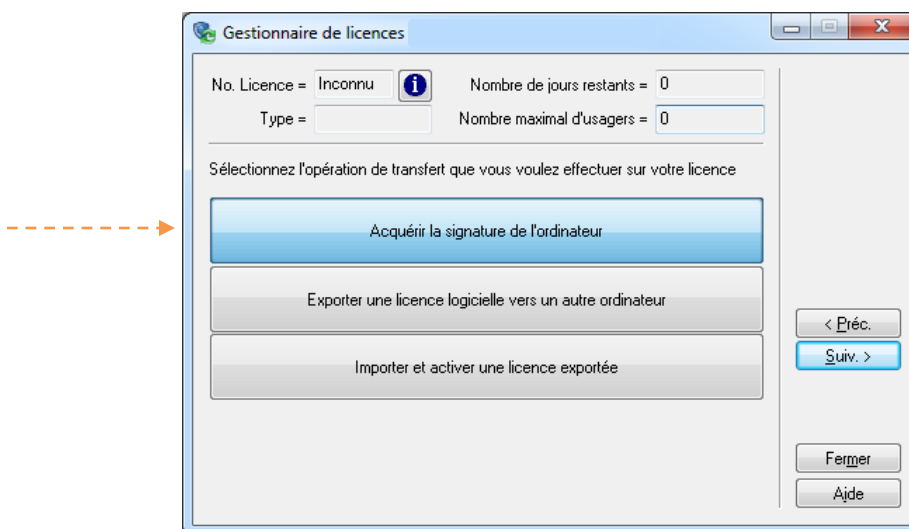 Gestionnaire de licences
No. Licence = Inconnu Nombre de jours restants = 0
Type = Nombre maximal d'usagers = 0
Sélectionnez l'opération de transfert que vous voulez effectuer sur votre licence
Acquérir la signature de l'ordinateur
Exporter une licence logicielle vers un autre ordinateur
Importer et activer une licence exportée
< Préc.
Suiv. >
Fermer
Aide